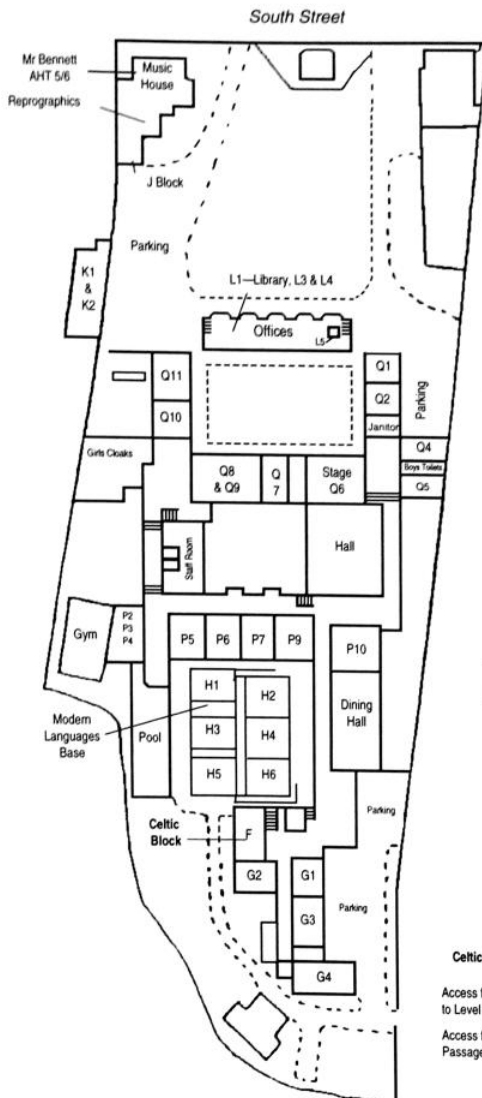 South Street
Mr Bennett
AHT 5/6
Music
House
Reprographics
J Block
Parking
K1
&
K2
L1—Library, L3 & L4
Offices
L5
Q11
Q10
Q1
Q2
Janitor
Parking
Q4
Boys Toilets
Q5
Girls Cloaks
Q8
& Q9
Q
7
Stage
Q6
Hall
Staff Room
Gym
P2
P3
P4
P5
P6
P7
P9
P10
Dining
Hall
H1
H2
H3
H4
H5
H6
Modern
Languages
Base
Pool
Celtic
Block
F
G2
G1
G3
G4
Parking
Parking
Celtic
Access
to Level
Access
Passage